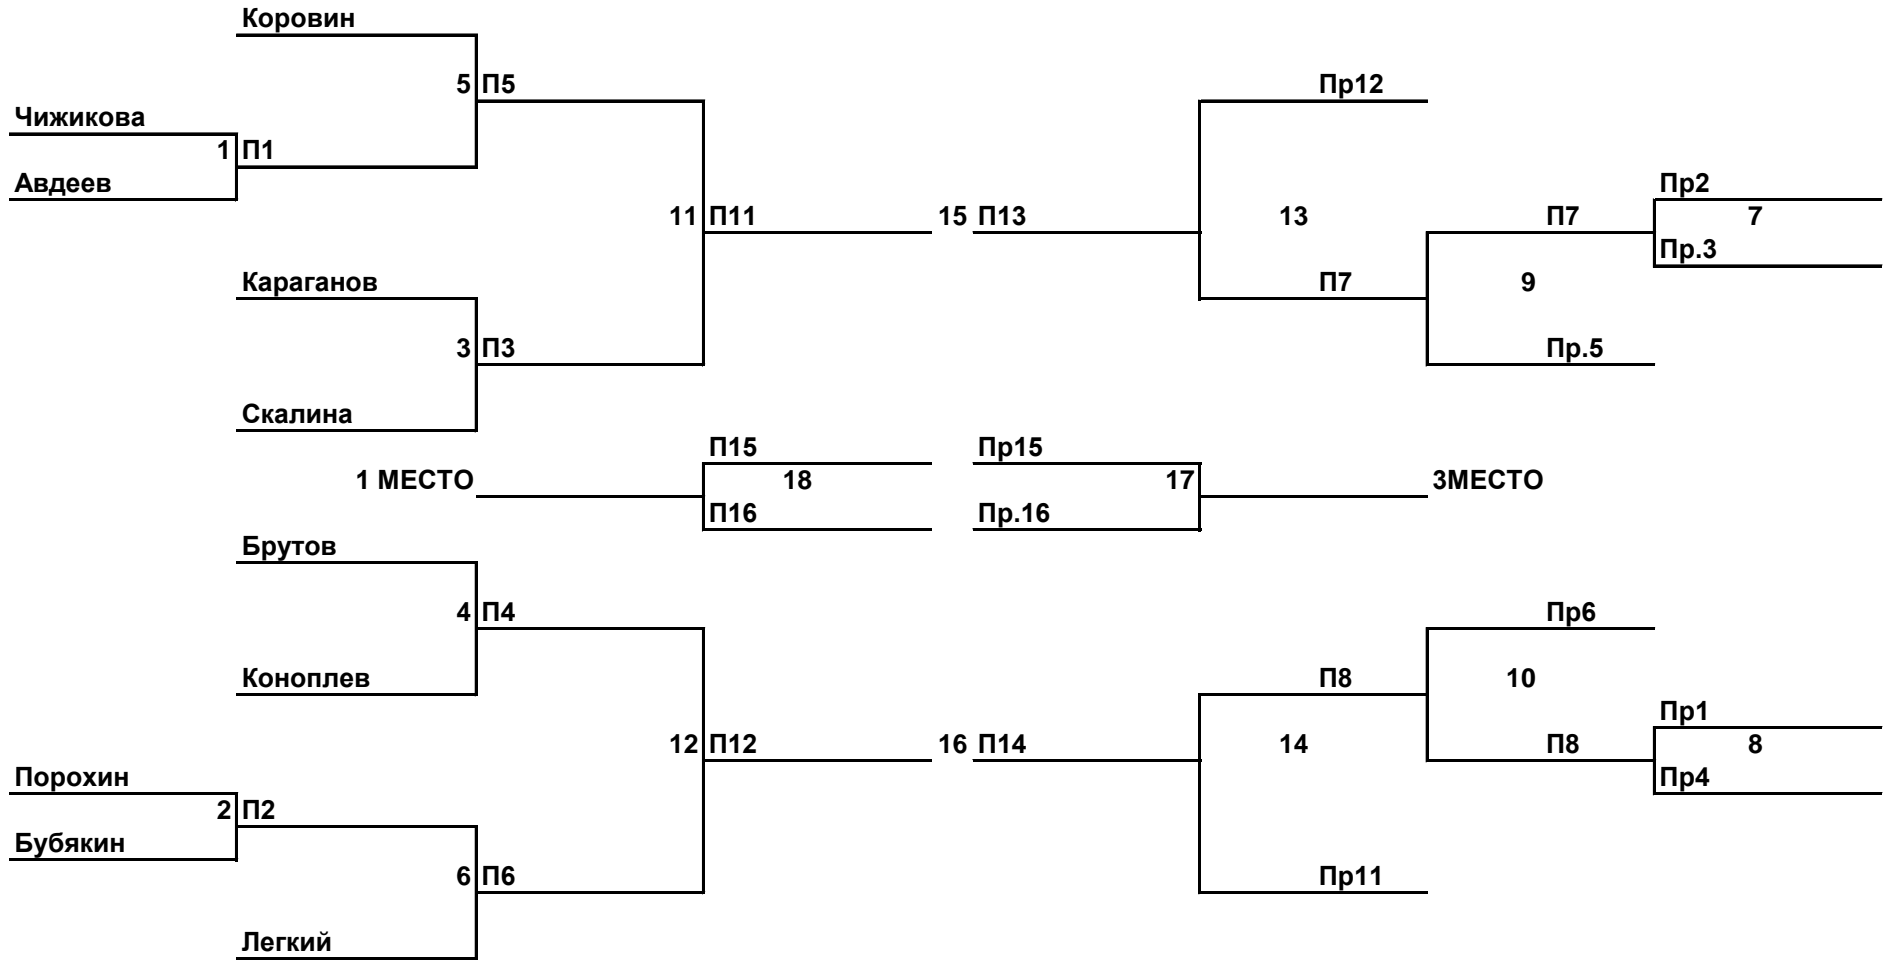 Коровин
5 П5 Пр12
Чижикова
1 П1
Авдеев Пр2
11 П11 15 П13 13 П7 7
Пр.3
Караганов П7 9
3 П3 Пр.5
Скалина
П15 Пр15
1 МЕСТО 18 17 3МЕСТО
П16 Пр.16
Брутов
4 П4 Пр6
Коноплев П8 10
Пр1
12 П12 16 П14 14 П8 8
Порохин Пр4
2 П2
Бубякин
6 П6 Пр11
Легкий